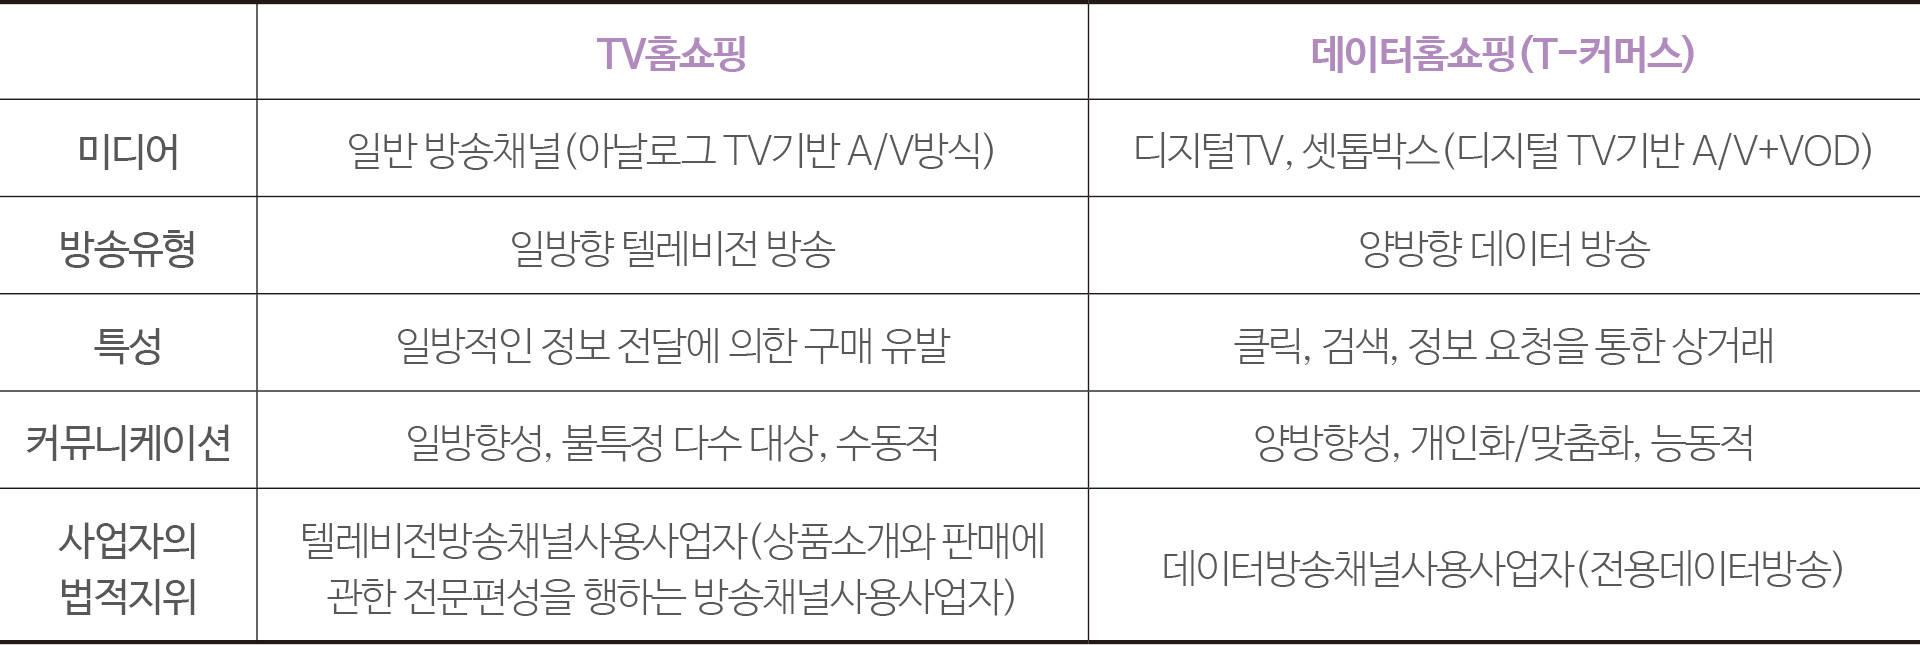 TV홈쇼핑
데이터홈쇼핑(T-커머스)
미디어
일반 방송채널(아날로그 TV기반 A/V방식)
디지털TV, 셋톱박스(디지털 TV기반 A/V+VOD)
방송유형
일방향 텔레비전 방송
양방향 데이터 방송
특성
일방적인 정보 전달에 의한 구매 유발
클릭, 검색, 정보 요청을 통한 상거래
커뮤니케이션
일방향성, 불특정 다수 대상, 수동적
양방향성, 개인화/맞춤화, 능동적
사업자의
법적지위
텔레비전방송채널사용사업자(상품소개와 판매에
관한 전문편성을 행하는 방송채널사용사업자)
데이터방송채널사용사업자(전용데이터방송)